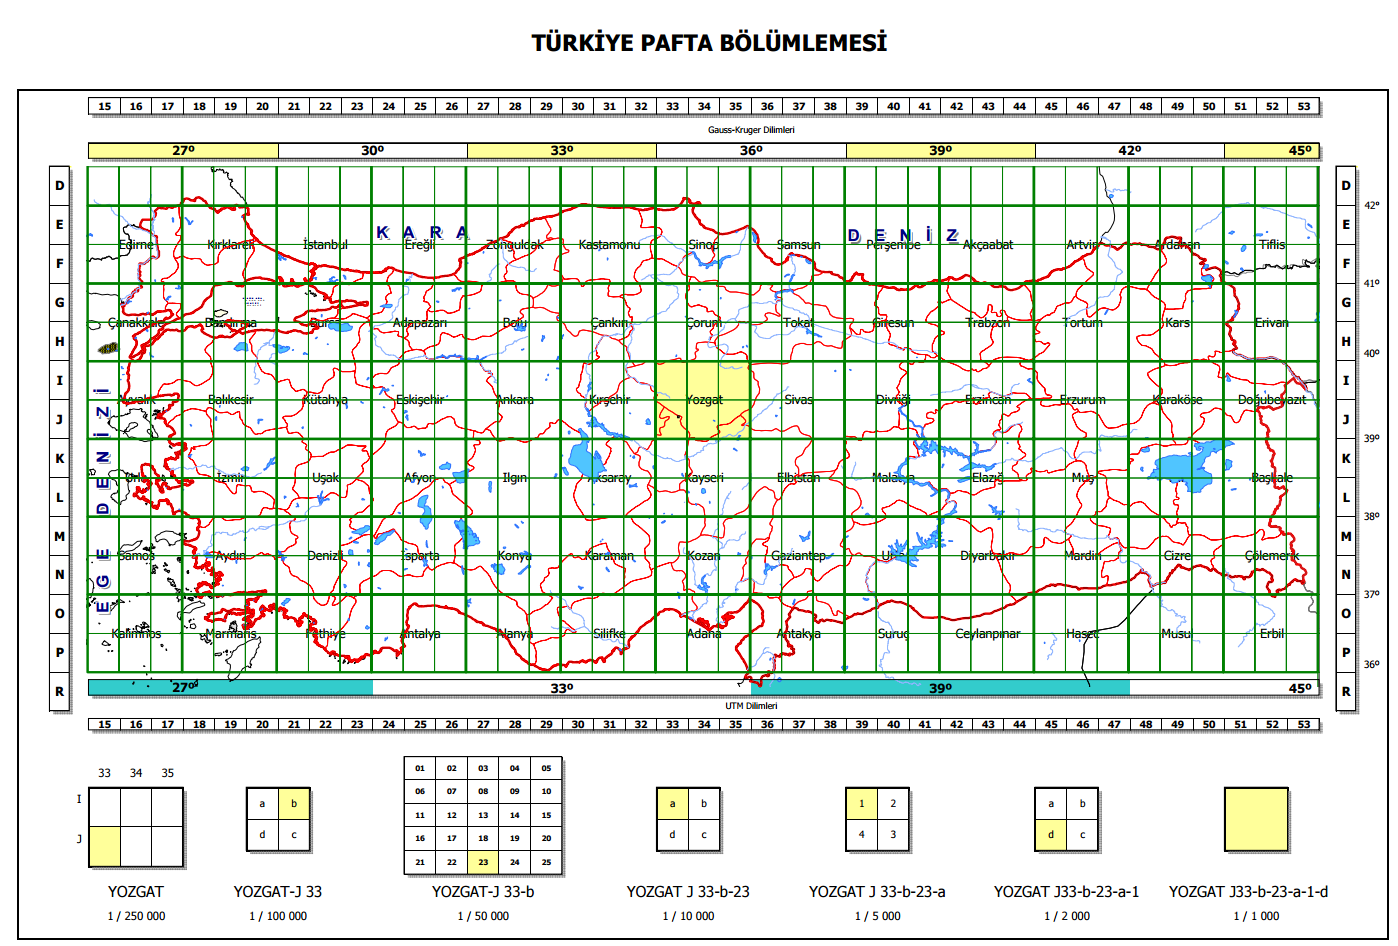 TÜRKİYE PAFTA BÖLÜMLEMESİ
15 16 17 18 19 20 21 22 23 24 25 26 27 28 29 30 31 32 33 34 35 36 37 38 39 40 41 42 43 44 45 46 47 48 49 50 51 52 53
Gauss-Kruger Dilimleri
27º 30º 33º 36º 39º 42º 45º
D D
42º
E E
KARA DENİZ
Edirne Kırklareli İstanbul Ereğli Zonguldak Kastamonu Sinop Samsun Perşembe Akçaabat Artvin Ardahan Tiflis
F F
41º
G G
Çanakkale Bandırma Bursa Adapazarı Bolu Çankırı Çorum Tokat Giresun Trabzon Tortum Kars Erivan
H H
40º
I I
Ayvalık Balıkesir Kütahya Eskişehir Ankara Kırşehir Yozgat Sivas Divriği Erzincan Erzurum Karaköse Doğubeyazıt
J J
39º
EGE DENİZİ
K K
Urla İzmir Uşak Afyon Ilgın Aksaray Kayseri Elbistan Malatya Elazığ Muş Başkale
L L
38º
M M
Samos Aydın Denizli Isparta Konya Karaman Kozan Gaziantep Diyarbakır Mardin Cizre Çölemerik
N N
37º
O O
Kalimnos Marmaris Fethiye Antalya Alanya Silifke Adana Antakya Suruç Ceylanpınar Haseci Musul Erbil
P P
36º
R R
27º 33º 39º 45º
UTM Dilimleri
15 16 17 18 19 20 21 22 23 24 25 26 27 28 29 30 31 32 33 34 35 36 37 38 39 40 41 42 43 44 45 46 47 48 49 50 51 52 53
33 34 35
I
J
YOZGAT
1 / 250 000
a b
d c
YOZGAT-J 33
1 / 100 000
01 02 03 04 05
06 07 08 09 10
11 12 13 14 15
16 17 18 19 20
21 22 23 24 25
YOZGAT-J 33-b
1 / 50 000
a b
d c
YOZGAT J 33-b-23
1 / 10 000
1 2
4 3
YOZGAT J 33-b-23-a
1 / 5 000
a b
d c
YOZGAT J33-b-23-a-1
1 / 2 000
YOZGAT J33-b-23-a-1-d
1 / 1 000